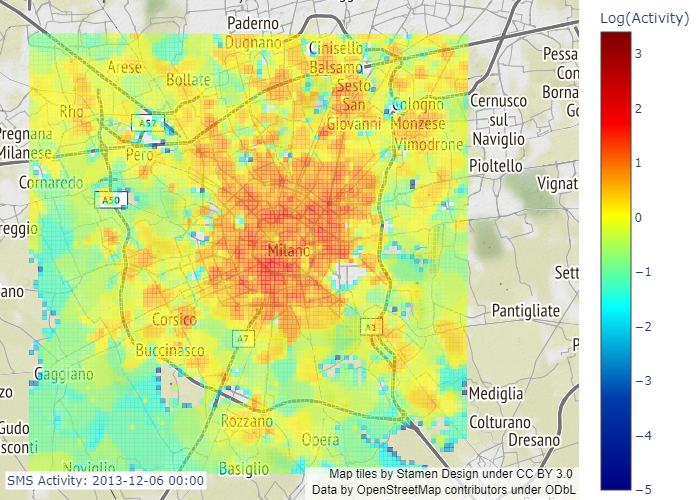 Log(Activity)
Paderno
Dugnano
Cinisello
Balsamo
Arese
Bollate
Sesto
San
Giovanni
Cologno
Monzese
Cernusco
sul
Naviglio
Rho
A52
Pero
Vimodrone
Pioltello
Pregnana
Milanese
Cornaredo
A50
Vignat
reggio
Milano
Sett
ano
Pantigliate
Corsico
A1
A7
Buccinasco
Gaggiano
Mediglia
Rozzano
Colturano
Dresano
Opera
Gudo
sconti
Noviglio
Basiglio
Pessa
Con
Borna
Go
zzo
P
3
2
1
0
−1
−2
−3
−4
−5
SMS Activity: 2013-12-06 00:00
Map tiles by Stamen Design under CC BY 3.0
Data by OpenStreetMap contributors under ODbL